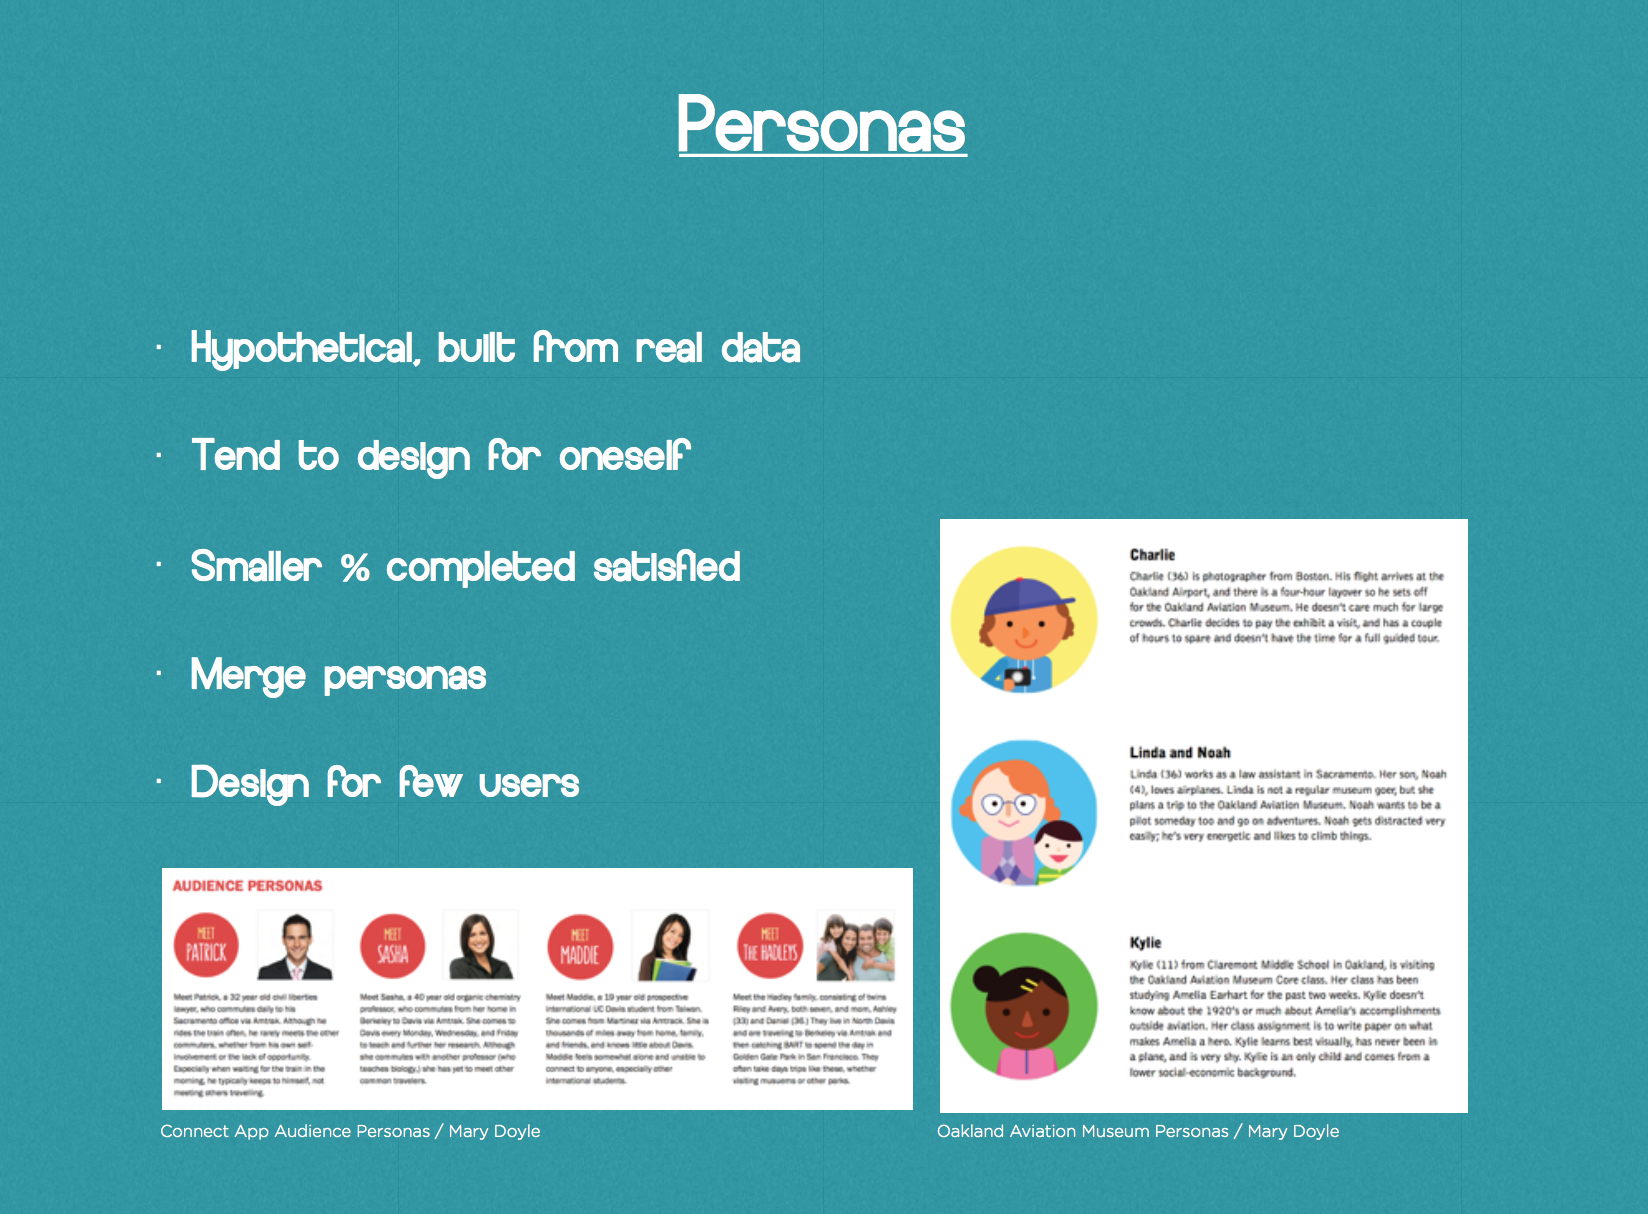 Personas
· Hypothetical, built from real data
· Tend to design for oneself
· Smaller % completed satisfied
· Merge personas
· Design for few users
AUDIENCE PERSONAS
MEET
PATRICK
Meet Patrick, a 32 year old civil liberties
lawyer, who commutes daily to his
Sacramento office via Amtrak. Although he
rides the train often, he rarely meets the other
commuters, whether from his own self-
involvement or the lack of opportunity.
Especially when waiting for the train in the
morning, he typically keeps to himself, not
meeting others travelling.
MEET
SASHA
Meet Sasha, a 40 year old organic chemistry
professor, who commutes from her home in
Berkeley to Davis via Amtrak. She comes to
Davis every Monday, Wednesday, and Friday
to teach and further her research. Although
she commutes with another professor (who
teaches biology,) she has yet to meet other
common travelers.
MEET
MADDIE
Meet Maddie, a 19 year old prospective
international UC Davis student from Taiwan.
She comes from Martinez via Amtrack. She is
thousands of miles away from home, family,
and friends, and knows little about Davis.
Maddie feels somewhat alone and unable to
connect to anyone, especially other
international students.
MEET
THE HADLEYS
Meet the Hadley family, consisting of twins
Riley and Avery, both seven, and mom, Ashley
(33) and Daniel (36.) They live in North Davis
and are traveling to Berkeley via Amtrak and
then catching BART to spend the day in
Golden Gate Park in San Francisco. They
often take days trips like these, whether
visiting musuems or other parks.
Connect App Audience Personas / Mary Doyle
Charlie
Charlie (36) is photographer from Boston. His flight arrives at the
Oakland Airport, and there is a four-hour layover so he sets off
for the Oakland Aviation Museum. He doesn't care much for large
crowds. Charlie decides to pay the exhibit a visit, and has a couple
of hours to spare and doesn't have the time for a full guided tour.
Linda and Noah
Linda (36) works as a law assistant in Sacramento. Her son, Noah
(4), loves airplanes. Linda is not a regular museum goer, but she
plans a trip to the Oakland Aviation Museum. Noah wants to be a
pilot someday too and go on adventures. Noah gets distracted very
easily; he's very energetic and likes to climb things.
Kylie
Kylie (11) from Claremont Middle School in Oakland, is visiting
the Oakland Aviation Museum Core class. Her class has been
studying Amelia Earhart for the past two weeks. Kylie doesn't
know about the 1920's or much about Amelia's accomplishments
outside aviation. Her class assignment is to write paper on what
makes Amelia a hero. Kylie learns best visually, has never been in
a plane, and is very shy. Kylie is an only child and comes from a
lower social-economic background.
Oakland Aviation Museum Personas / Mary Doyle